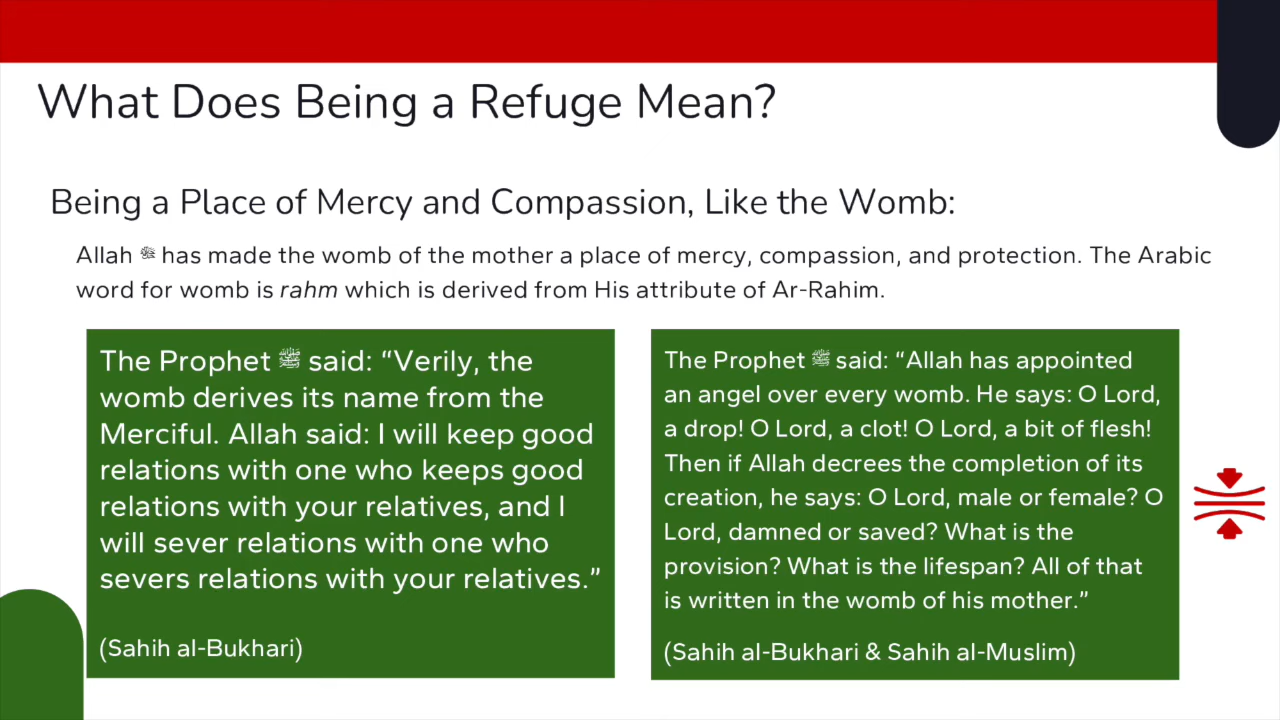 What Does Being a Refuge Mean?
Being a Place of Mercy and Compassion, Like the Womb:
Allah ﷻ has made the womb of the mother a place of mercy, compassion, and protection. The Arabic
word for womb is rahm which is derived from His attribute of Ar-Rahim.
The Prophet ﷺ said: “Verily, the
womb derives its name from the
Merciful. Allah said: I will keep good
relations with one who keeps good
relations with your relatives, and I
will sever relations with one who
severs relations with your relatives.”
(Sahih al-Bukhari)
The Prophet ﷺ said: “Allah has appointed
an angel over every womb. He says: O Lord,
a drop! O Lord, a clot! O Lord, a bit of flesh!
Then if Allah decrees the completion of its
creation, he says: O Lord, male or female? O
Lord, damned or saved? What is the
provision? What is the lifespan? All of that
is written in the womb of his mother.”
(Sahih al-Bukhari & Sahih al-Muslim)